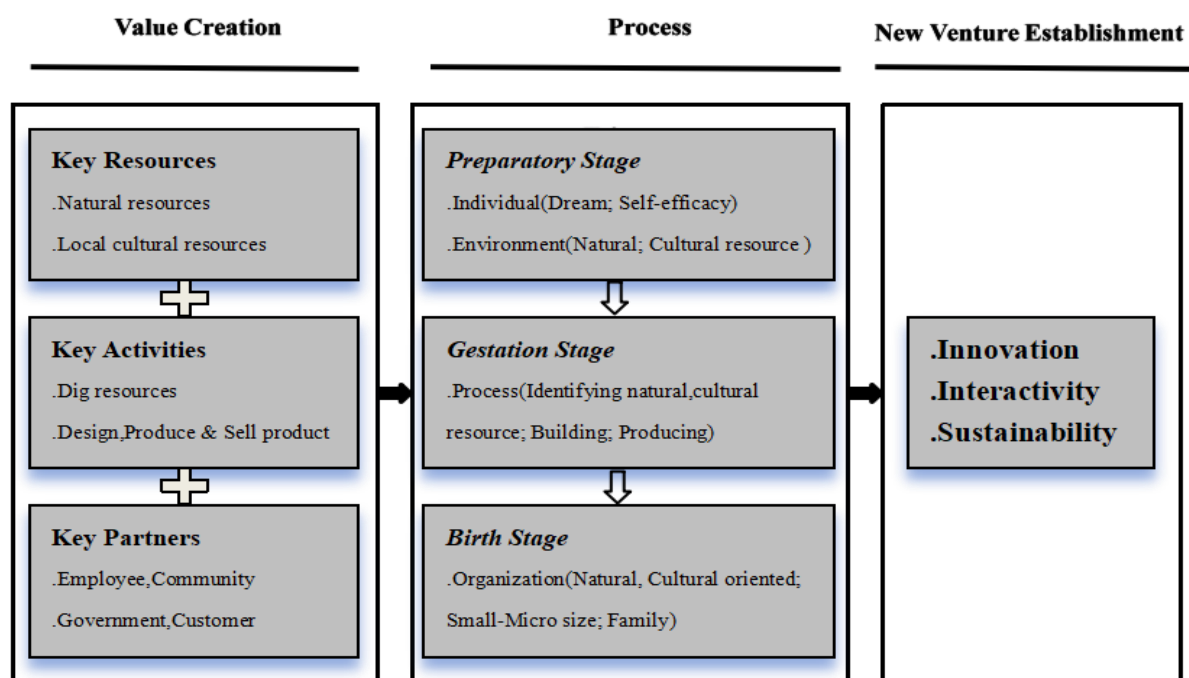 Value Creation
Process
New Venture Establishment
Key Resources
.Natural resources
.Local cultural resources
Key Activities
.Dig resources
.Design,Produce & Sell product
Key Partners
.Employee,Community
.Government,Customer
Preparatory Stage
.Individual(Dream; Self-efficacy)
.Environment(Natural; Cultural resource )
Gestation Stage
.Process(Identifying natural,cultural
resource; Building; Producing)
Birth Stage
.Organization(Natural, Cultural oriented;
Small-Micro size; Family)
.Innovation
.Interactivity
.Sustainability